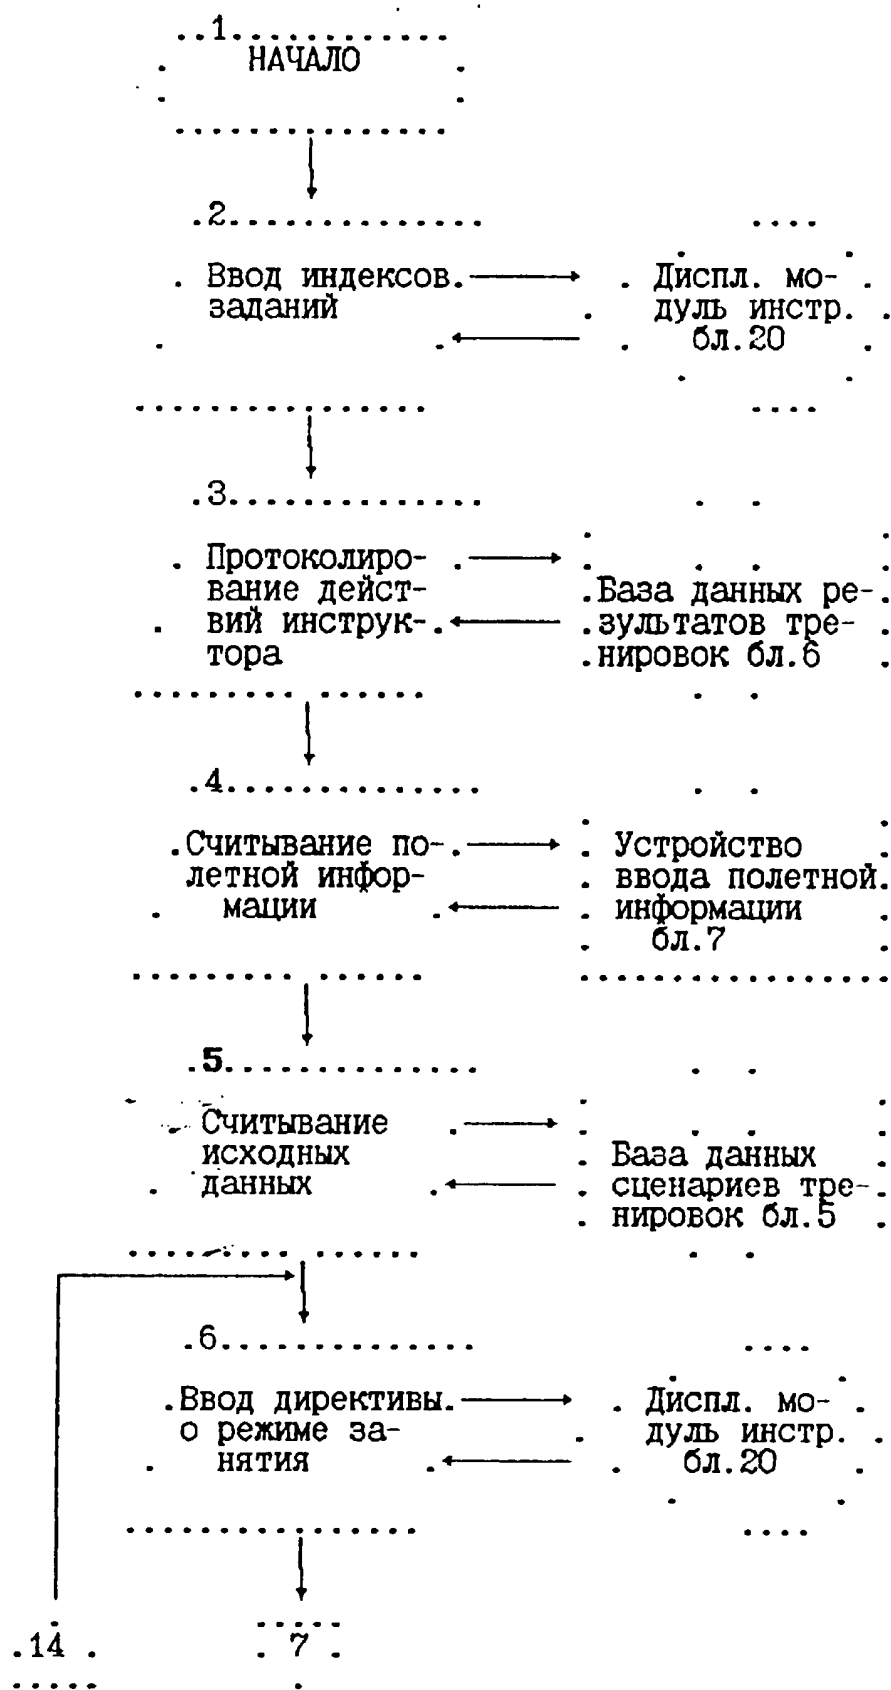 1
НАЧАЛО
2
Ввод индексов
заданий
Диспл. мо-
дуль инстр.
бл.20
3
Протоколиро-
вание дейст-
вий инструк-
тора
База данных ре-
зультатов тре-
нировок бл.6
4
Считывание по-
летной инфор-
мации
Устройство
ввода полетной
информации
бл.7
5
Считывание
исходных
данных
База данных
сценариев тре-
нировок бл.5
6
Ввод директивы
о режиме за-
нятия
Диспл. мо-
дуль инстр.
бл.20
14
7